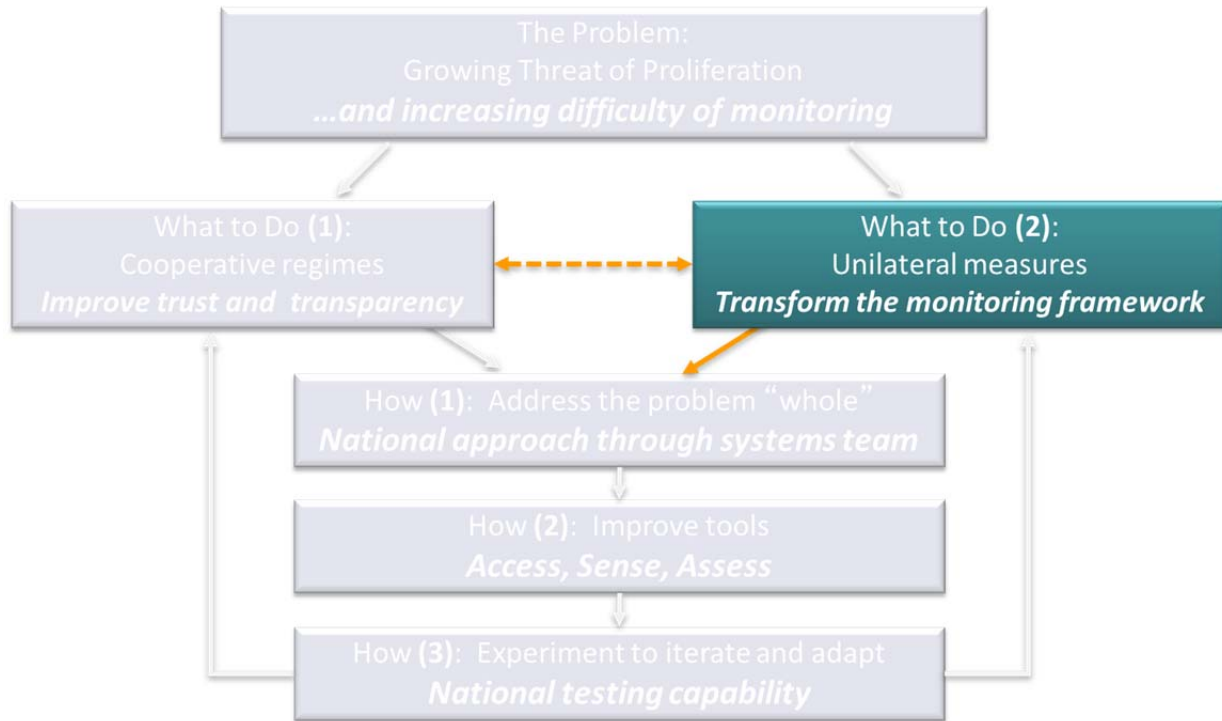 The Problem:
Growing Threat of Proliferation
...and increasing difficulty of monitoring
What to Do (1):
Cooperative regimes
Improve trust and transparency
What to Do (2):
Unilateral measures
Transform the monitoring framework
How (1): Address the problem “whole”
National approach through systems team
How (2): Improve tools
Access, Sense, Assess
How (3): Experiment to iterate and adapt
National testing capability